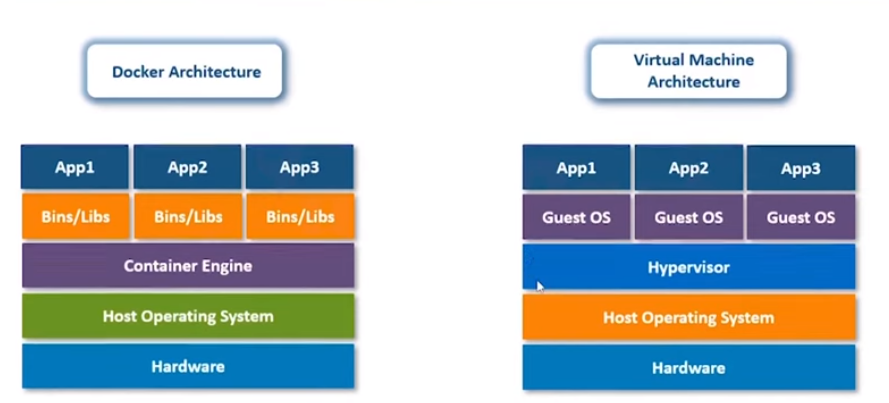 Docker Architecture
Virtual Machine
Architecture
App1 App2 App3
Bins/Libs Bins/Libs Bins/Libs
Container Engine
Host Operating System
Hardware
App1 App2 App3
Guest OS Guest OS Guest OS
Hypervisor
Host Operating System
Hardware